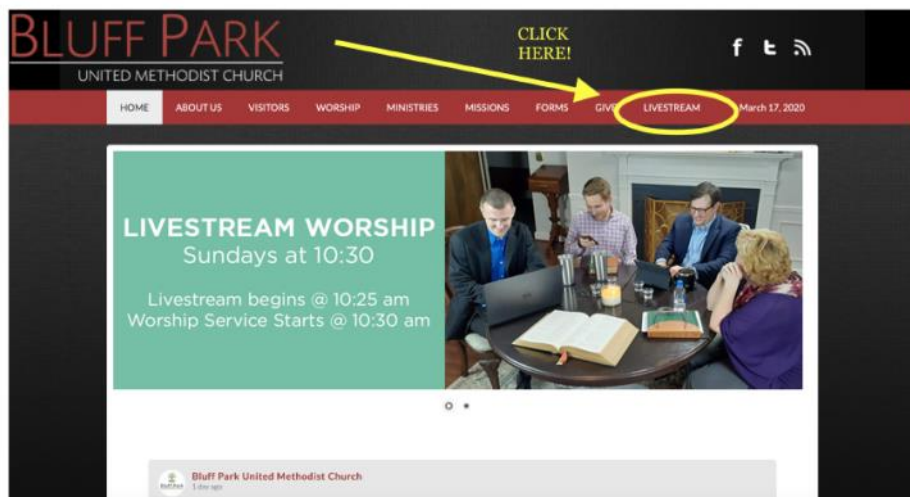 BLUFF PARK
UNITED METHODIST CHURCH
CLICK
HERE!
HOME ABOUT US VISITORS WORSHIP MINISTRIES MISSIONS FORMS GIVE LIVESTREAM March 17, 2020
LIVESTREAM WORSHIP
Sundays at 10:30
Livestream begins @ 10:25 am
Worship Service Starts @ 10:30 am
Bluff Park United Methodist Church
1 day ago